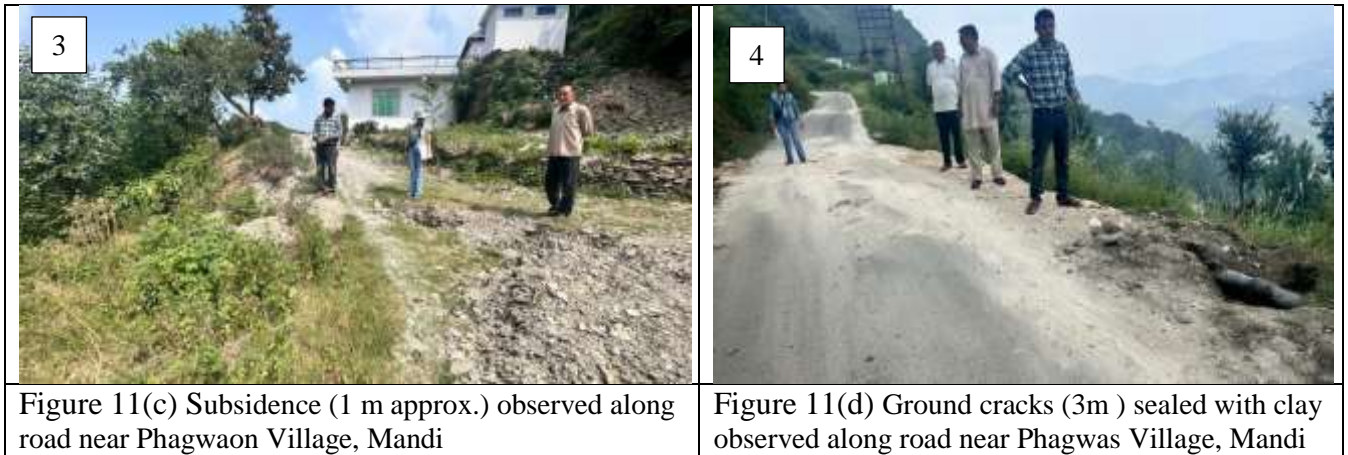 3
4
Figure 11(c) Subsidence (1 m approx.) observed along
road near Phagwaon Village, Mandi
Figure 11(d) Ground cracks (3m ) sealed with clay
observed along road near Phagwas Village, Mandi